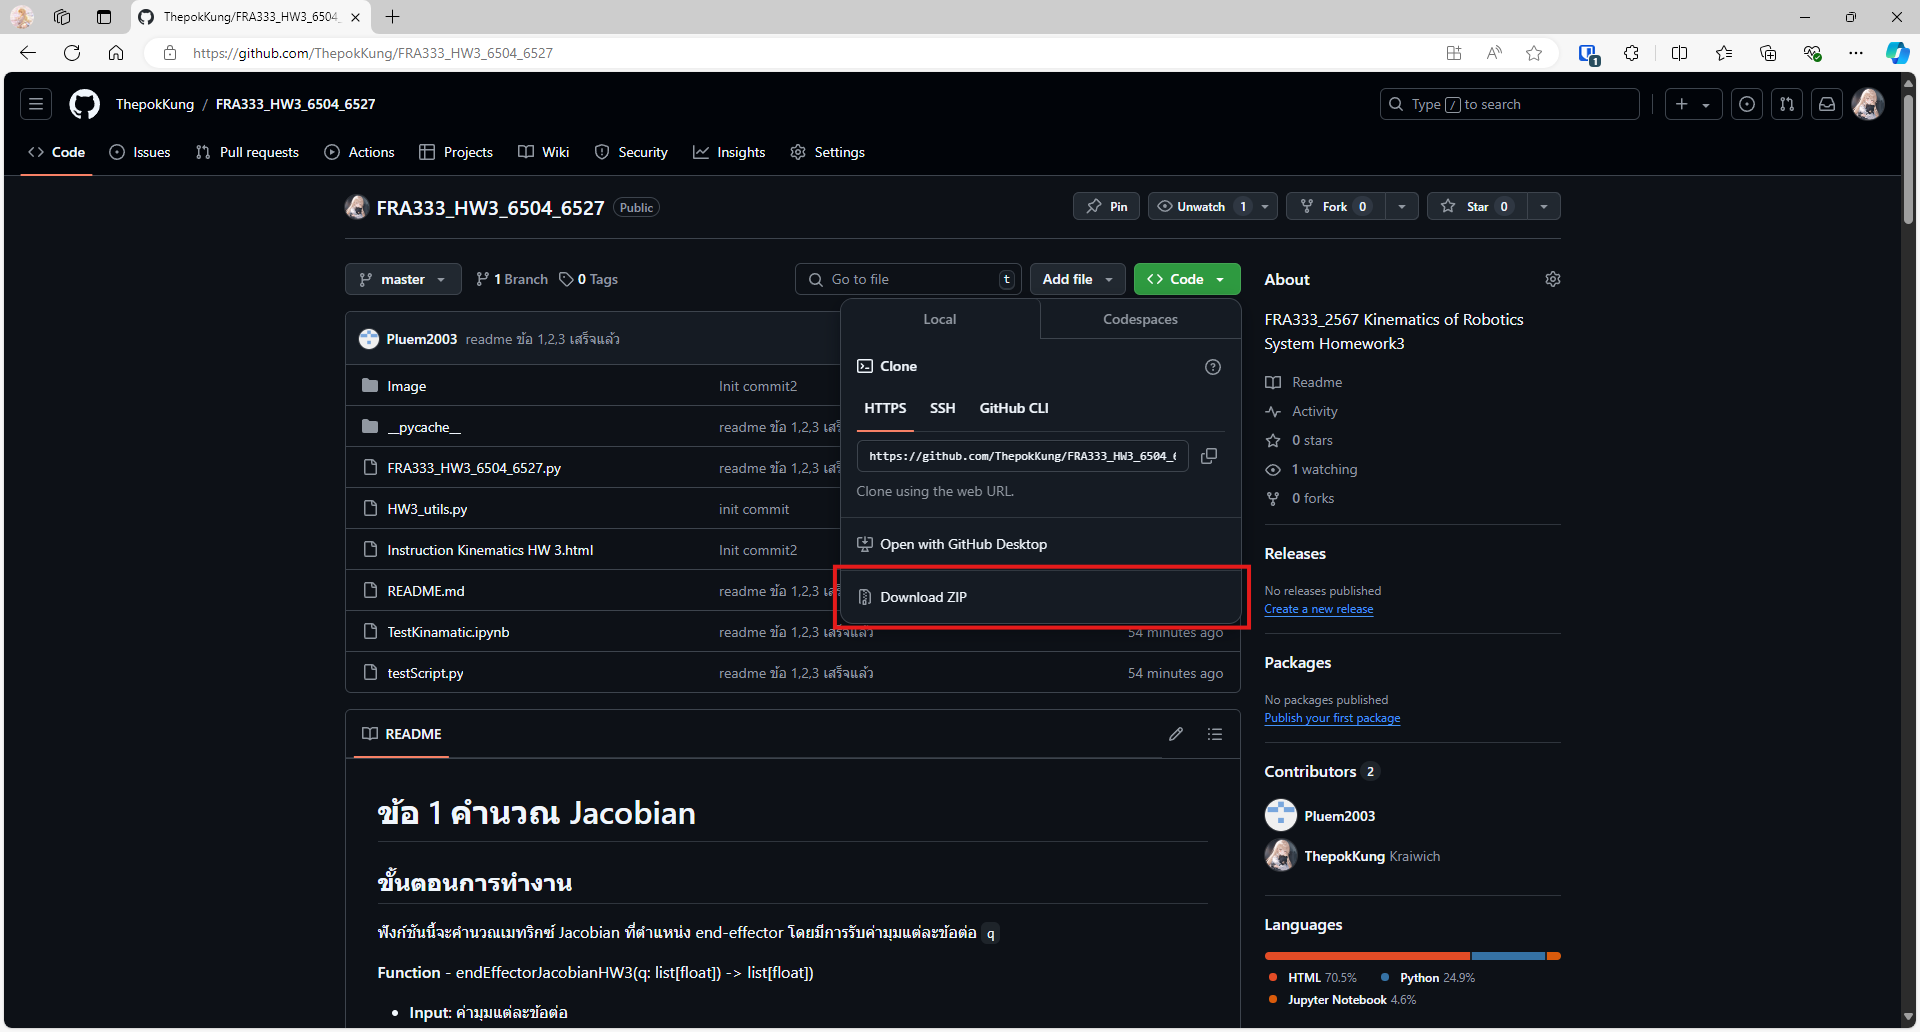 ThepokKung/FRA333_HW3_6504_
https://github.com/ThepokKung/FRA333_HW3_6504_6527
1
ThepokKung / FRA333_HW3_6504_6527
Type / to search
Code Issues Pull requests Actions Projects Wiki Security Insights Settings
FRA333_HW3_6504_6527 Public
Pin Unwatch 1 Fork 0 Star 0
master 1 Branch 0 Tags Go to file t Add file Code
Local Codespaces
Clone
HTTPS SSH GitHub CLI
https://github.com/ThepokKung/FRA333_HW3_6504_6
Clone using the web URL.
Open with GitHub Desktop
Download ZIP
Pluem2003 readme ข้อ 1,2,3 เสร็จแล้ว
Image Init commit2
__pycache__ readme ข้อ 1,2,3
FRA333_HW3_6504_6527.py readme ข้อ 1,2,3
HW3_utils.py init commit
Instruction Kinematics HW 3.html Init commit2
README.md readme ข้อ 1,2,3
TestKinamatic.ipynb readme ข้อ 1,2,3 เสร็จแล้ว 54 minutes ago
testScript.py readme ข้อ 1,2,3 เสร็จแล้ว 54 minutes ago
README
ข้อ 1 คำนวณ Jacobian
ขั้นตอนการทำงาน
ฟังก์ชันนี้จะคำนวณเมทริกซ์ Jacobian ที่ตำแหน่ง end-effector โดยมีการรับค่ามุมแต่ละข้อต่อ q
Function - endEffectorJacobianHW3(q: list[float]) -> list[float])
Input: ค่ามุมแต่ละข้อต่อ
About
FRA333_2567 Kinematics of Robotics
System Homework3
Readme
Activity
0 stars
1 watching
0 forks
Releases
No releases published
Create a new release
Packages
No packages published
Publish your first package
Contributors 2
Pluem2003
ThepokKung Kraiwich
Languages
HTML 70.5% Python 24.9%
Jupyter Notebook 4.6%